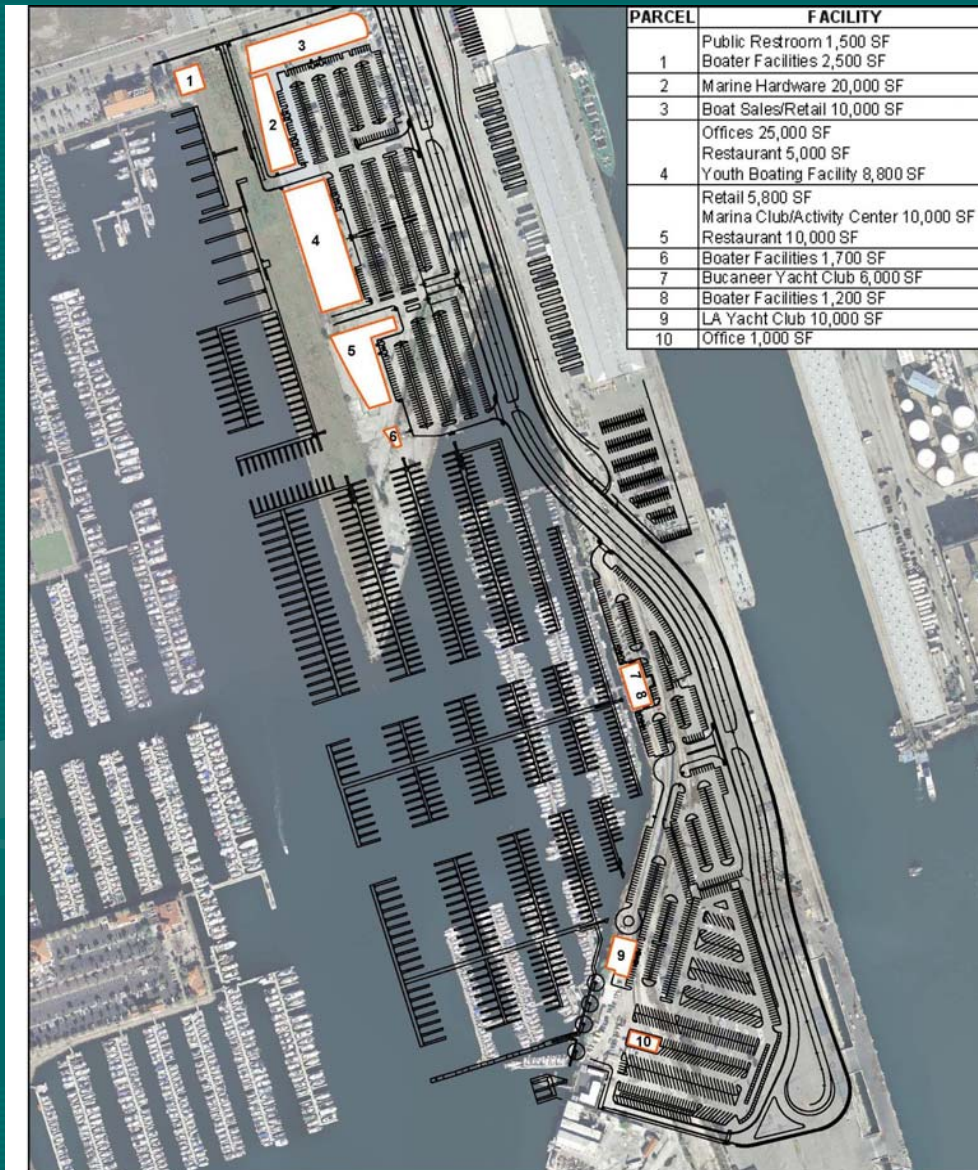 PARCEL FACILITY
Public Restroom 1,500 SF
1 Boater Facilities 2,500 SF
2 Marine Hardware 20,000 SF
3 Boat Sales/Retail 10,000 SF
Offices 25,000 SF
Restaurant 5,000 SF
4 Youth Boating Facility 8,800 SF
Retail 5,800 SF
Marina Club/Activity Center 10,000 SF
5 Restaurant 10,000 SF
6 Boater Facilities 1,700 SF
7 Bucaneer Yacht Club 6,000 SF
8 Boater Facilities 1,200 SF
9 LA Yacht Club 10,000 SF
10 Office 1,000 SF
3
1
2
4
5
6
7
8
9
10